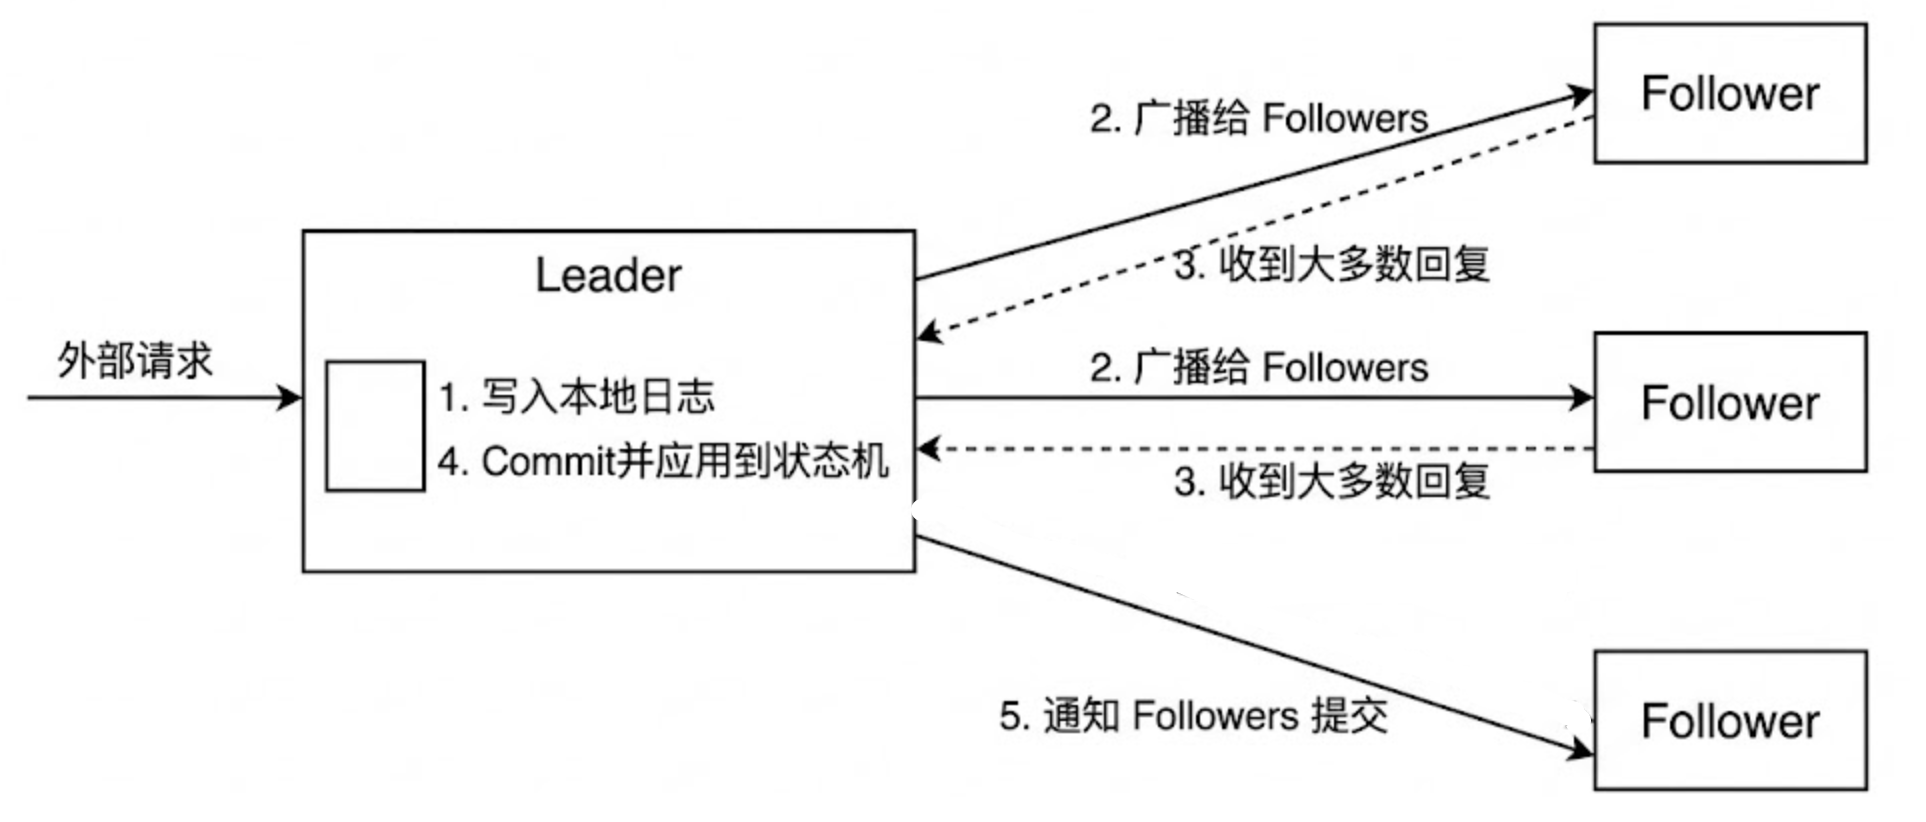 Follower
2. 广播给 Followers
3. 收到大多数回复
Leader
外部请求
1. 写入本地日志
4. Commit并应用到状态机
2. 广播给 Followers
Follower
3. 收到大多数回复
5. 通知 Followers 提交
Follower